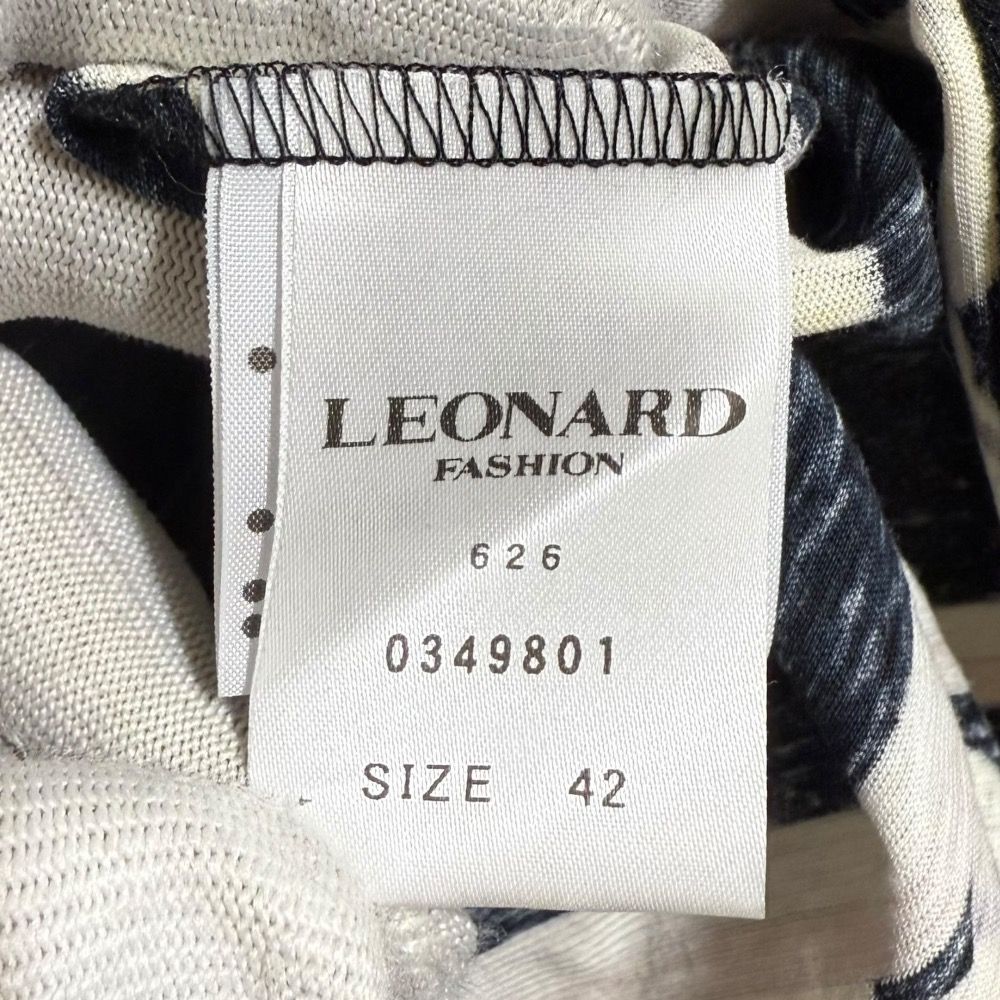 LEONARD
FASHION
626
0349801
SIZE 42